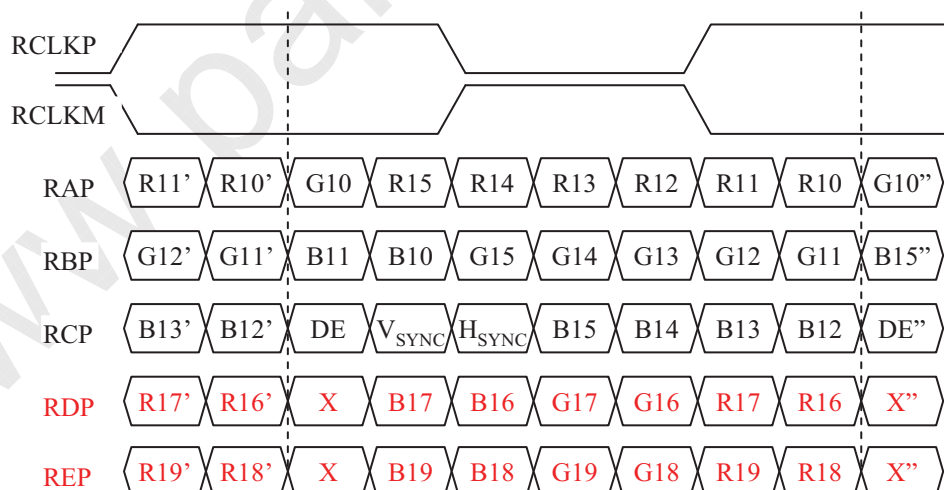 RCLKP
RCLKM
RAP R11’ R10’ G10 R15 R14 R13 R12 R11 R10 G10”
RBP G12’ G11’ B11 B10 G15 G14 G13 G12 G11 B15”
RCP B13’ B12’ DE VSYNC HSYNC B15 B14 B13 B12 DE”
RDP R17’ R16’ X B17 B16 G17 G16 R17 R16 X”
REP R19’ R18’ X B19 B18 G19 G18 R19 R18 X”